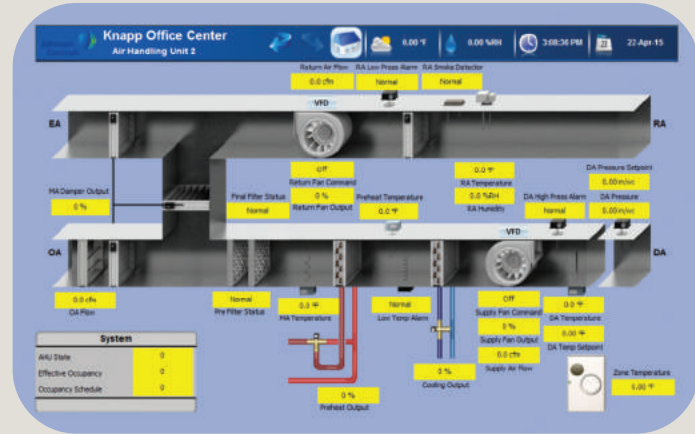 Knapp Office Center
Air Handling Unit 2
0.00 °F
0.00 %RH
3:08:36 PM
22-Apr-15
Return Air Flow
RA Low Press Alarm
RA Smoke Detector
0.0 cfm
Normal
Normal
VFD
EA
RA
Off
Return Fan Command
0 %
Return Fan Output
0.0 °F
RA Temperature
0.0 %RH
RA Humidity
DA Pressure Setpoint
0.00 in/wc
DA Pressure
0.00 in/wc
MA Damper Output
0 %
Final Filter Status
Normal
Preheat Temperature
0.0 °F
DA High Press Alarm
Normal
VFD
OA
DA
0.0 cfm
OA Flow
Normal
Pre Filter Status
0.0 °F
MA Temperature
Normal
Low Temp Alarm
Off
Supply Fan Command
0 %
Supply Fan Output
0.0 cfm
Supply Air Flow
0.0 °F
DA Temperature
0.00 °F
DA Temp Setpoint
System
AHU State 0
Effective Occupancy 0
Occupancy Schedule 0
0 %
Preheat Output
0 %
Cooling Output
Zone Temperature
0.00 °F